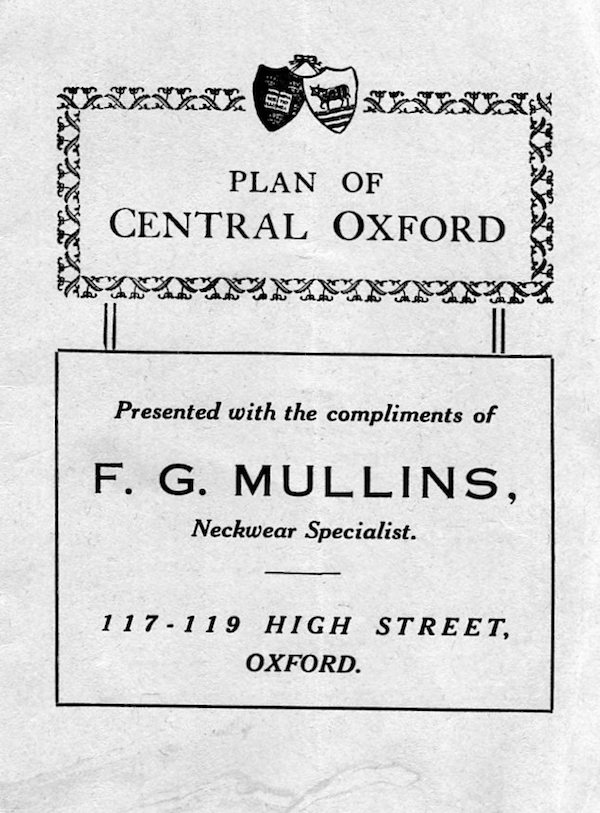 PLAN OF
CENTRAL OXFORD
Presented with the compliments of
F. G. MULLINS,
Neckwear Specialist.
117-119 HIGH STREET,
OXFORD.